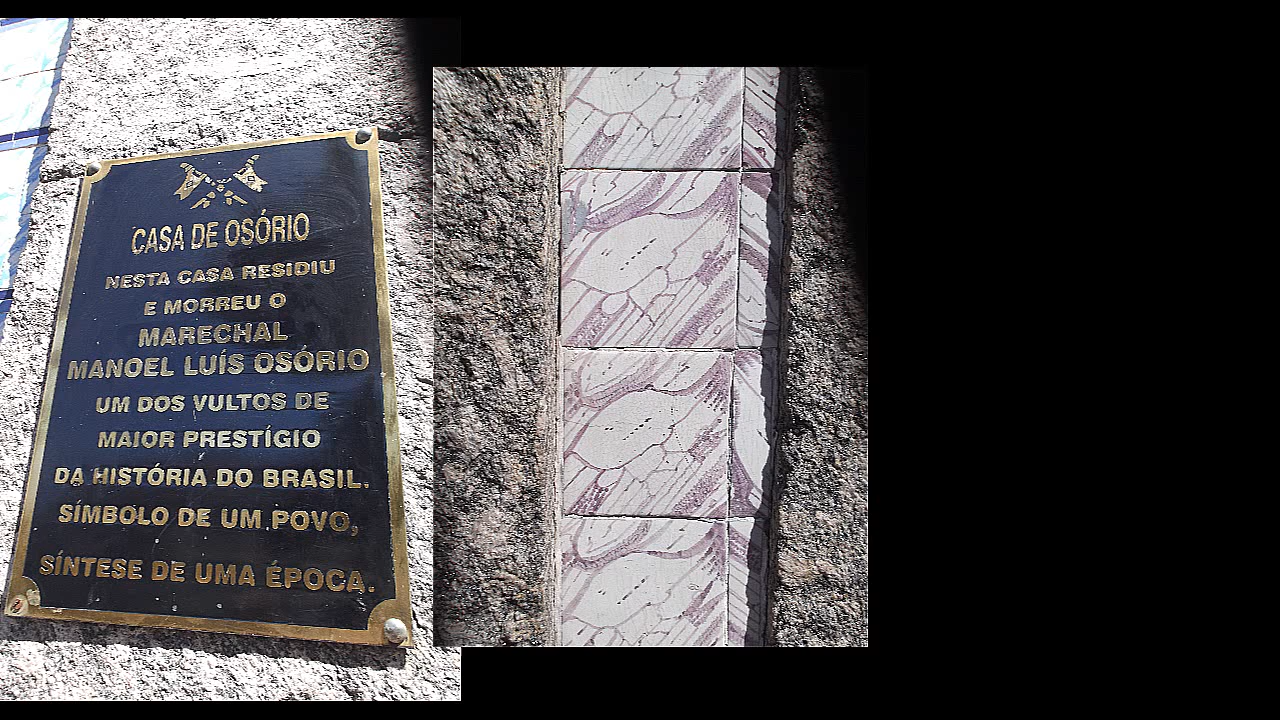 CASA DE OSÓRIO
NESTA CASA RESIDIU
E MORREU O
MARECHAL
MANOEL LUÍS OSÓRIO
UM DOS VULTOS DE
MAIOR PRESTÍGIO
DA HISTÓRIA DO BRASIL.
SÍMBOLO DE UM POVO,
SÍNTESE DE UMA ÉPOCA.